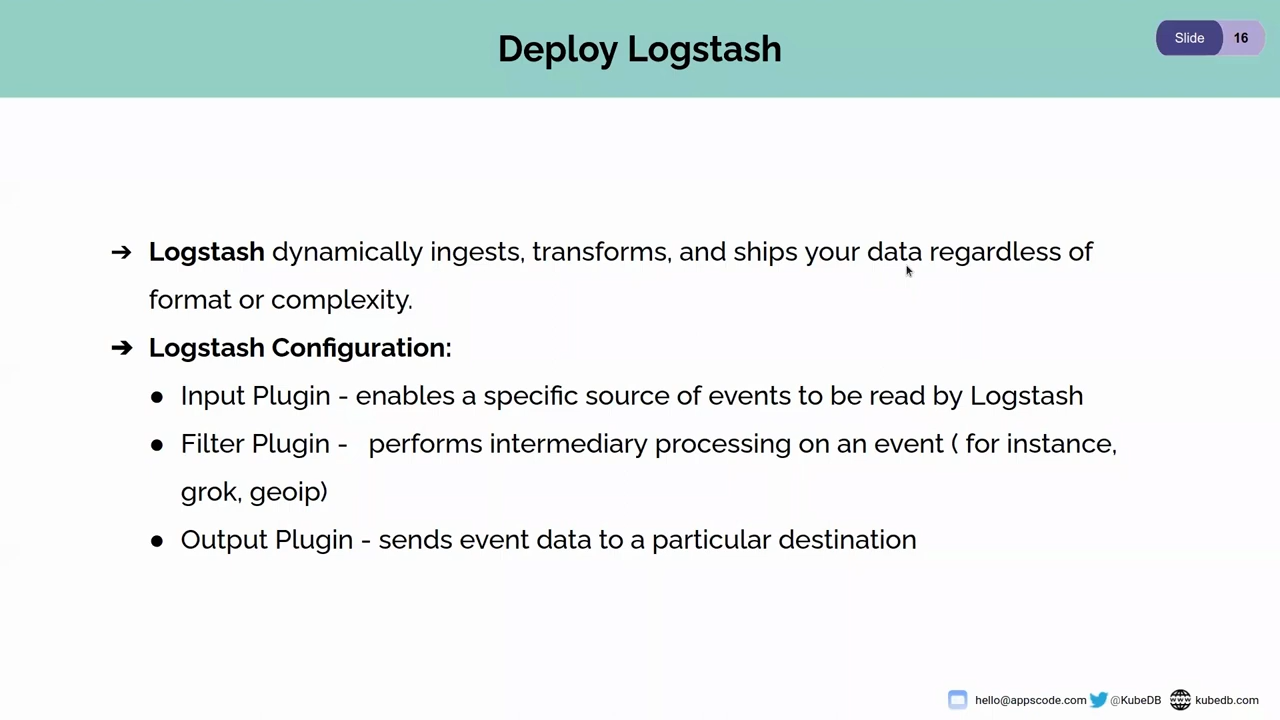 Deploy Logstash
Slide 16
➔ Logstash dynamically ingests, transforms, and ships your data regardless of
format or complexity.
➔ Logstash Configuration:
● Input Plugin - enables a specific source of events to be read by Logstash
● Filter Plugin -   performs intermediary processing on an event ( for instance,
grok, geoip)
● Output Plugin - sends event data to a particular destination
hello@appscode.com @KubeDB kubedb.com